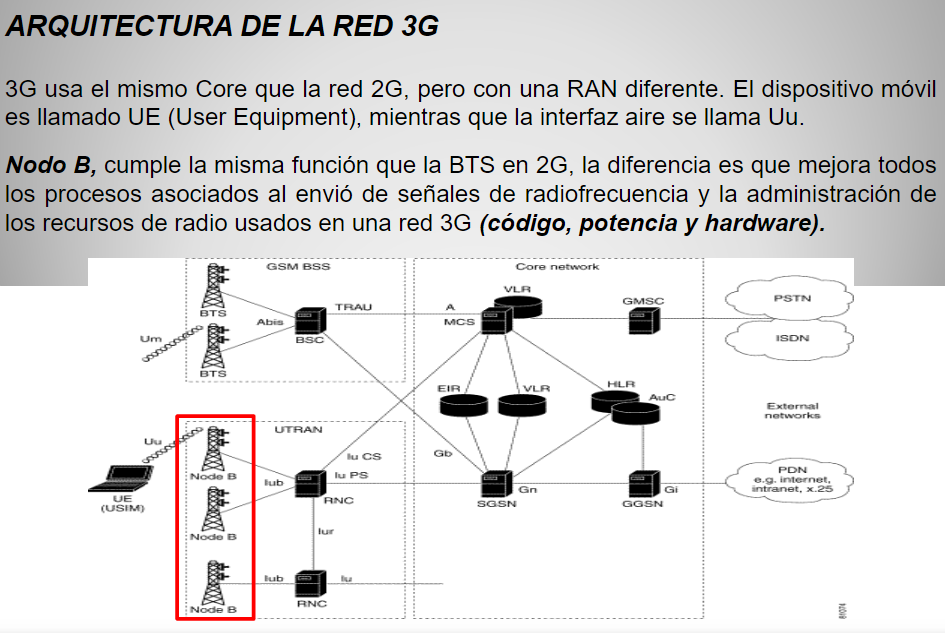 ARQUITECTURA DE LA RED 3G
3G usa el mismo Core que la red 2G, pero con una RAN diferente. El dispositivo móvil
es llamado UE (User Equipment), mientras que la interfaz aire se llama Uu.
Nodo B, cumple la misma función que la BTS en 2G, la diferencia es que mejora todos
los procesos asociados al envió de señales de radiofrecuencia y la administración de
los recursos de radio usados en una red 3G (código, potencia y hardware).
GSM BSS
Core network
BTS
Abis
TRAU
BSC
A
VLR
MCS
GMSC
PSTN
ISDN
Um
BTS
EIR
VLR
HLR
AuC
External
networks
UTRAN
Uu
Node B
Iub
Iu CS
Iu PS
Gb
RNC
SGSN
Gn
GGSN
Gi
PDN
e.g. internet,
intranet, x.25
UE
(USIM)
Node B
Iur
Iub
Iu
RNC
Node B
81074